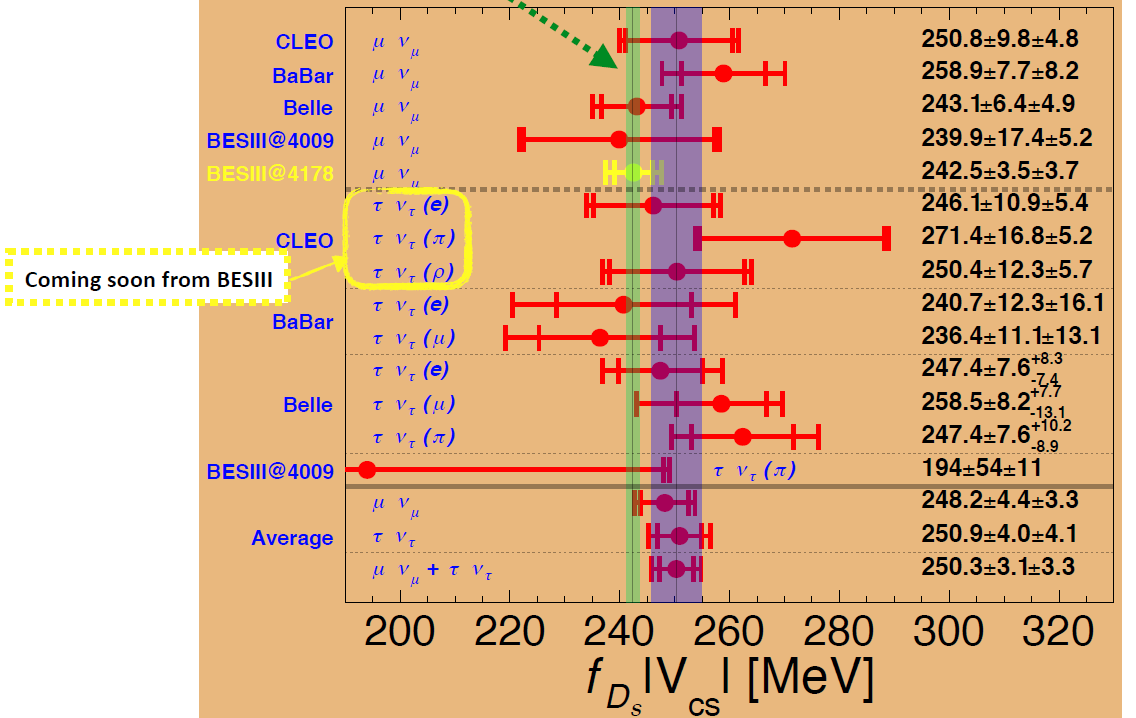 CLEO μ ν_μ 250.8±9.8±4.8
BaBar μ ν_μ 258.9±7.7±8.2
Belle μ ν_μ 243.1±6.4±4.9
BESIII@4009 μ ν_μ 239.9±17.4±5.2
BESIII@4178 μ ν_μ 242.5±3.5±3.7
τ ν_τ (e) 246.1±10.9±5.4
CLEO τ ν_τ (π) 271.4±16.8±5.2
τ ν_τ (ρ) 250.4±12.3±5.7
Coming soon from BESIII
τ ν_τ (e) 240.7±12.3±16.1
BaBar
τ ν_τ (μ) 236.4±11.1±13.1
τ ν_τ (e) 247.4±7.6 +8.3 -7.4
Belle τ ν_τ (μ) 258.5±8.2 +7.7 -13.1
τ ν_τ (π) 247.4±7.6 +10.2 -8.9
BESIII@4009 τ ν_τ (π) 194±54±11
μ ν_μ 248.2±4.4±3.3
Average τ ν_τ 250.9±4.0±4.1
μ ν_μ + τ ν_τ 250.3±3.1±3.3
200 220 240 260 280 300 320
f_{D_s}|V_{CS}| [MeV]